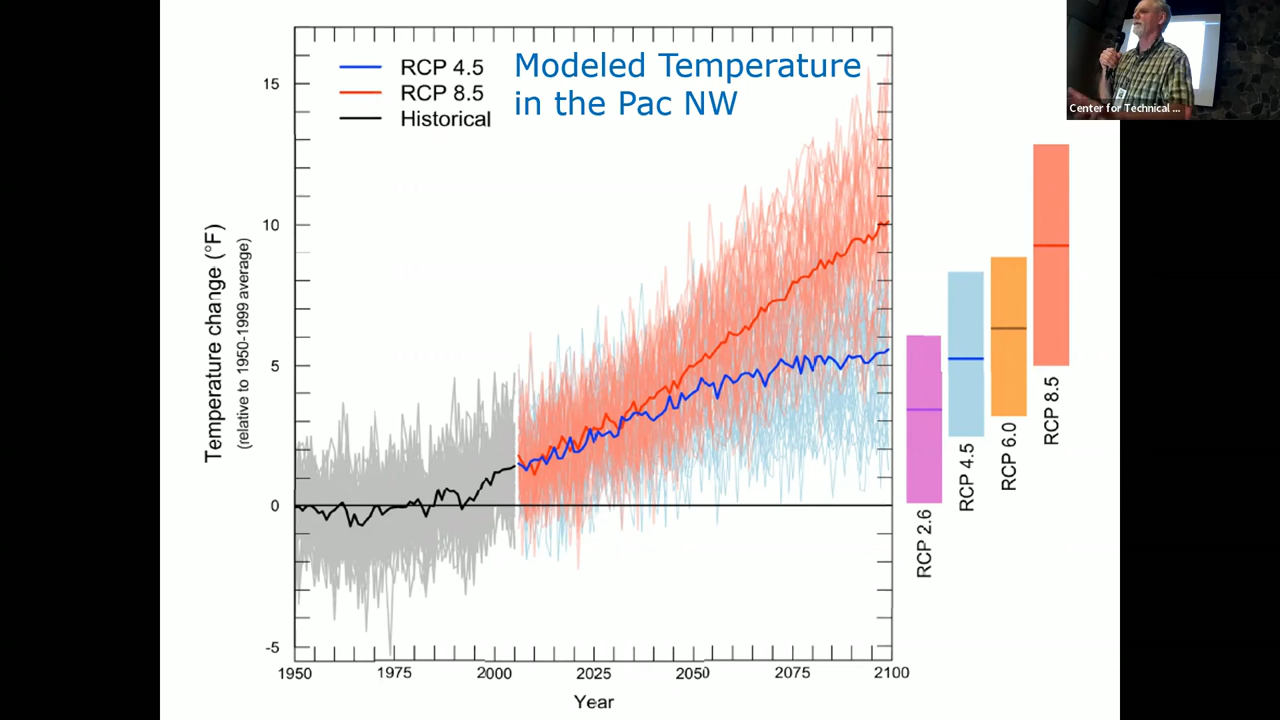 RCP 4.5
RCP 8.5
Historical
Modeled Temperature
in the Pac NW
Center for Technical ...
Temperature change (°F)
(relative to 1950-1999 average)
15
10
5
0
-5
1950
1975
2000
2025
2050
2075
2100
Year
RCP 2.6
RCP 4.5
RCP 6.0
RCP 8.5